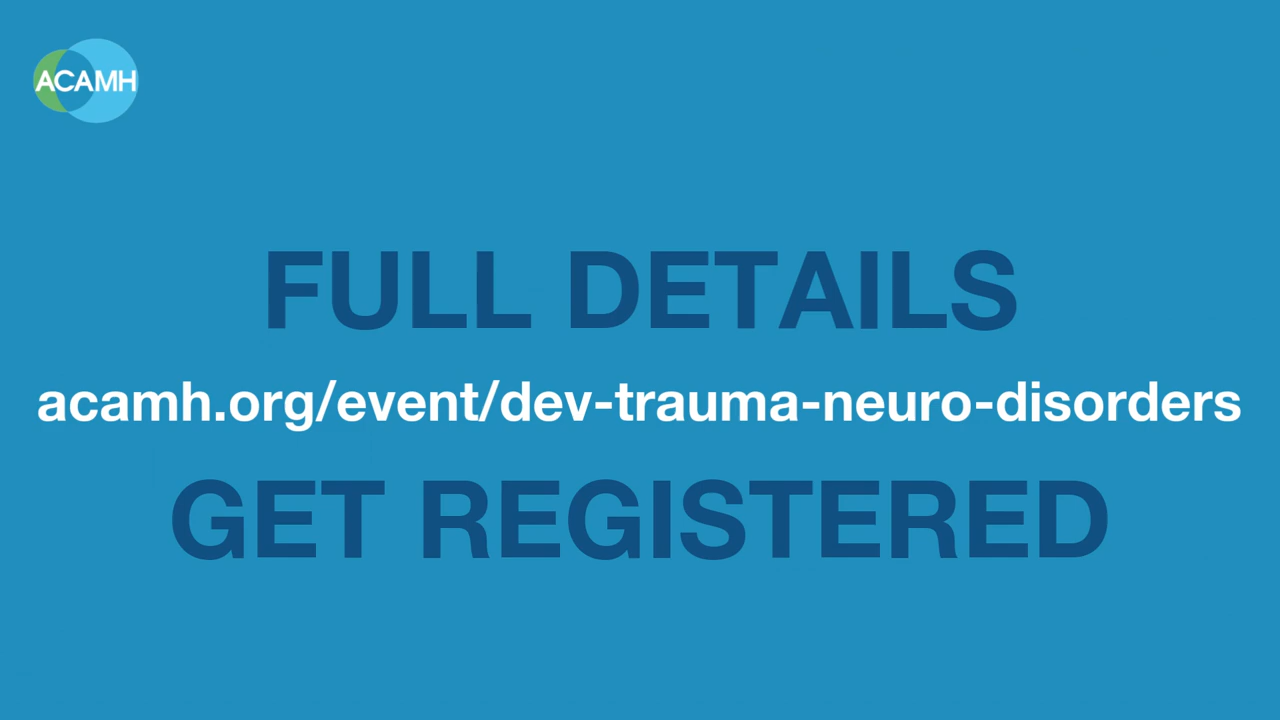 ACAMH
FULL DETAILS
acamh.org/event/dev-trauma-neuro-disorders
GET REGISTERED